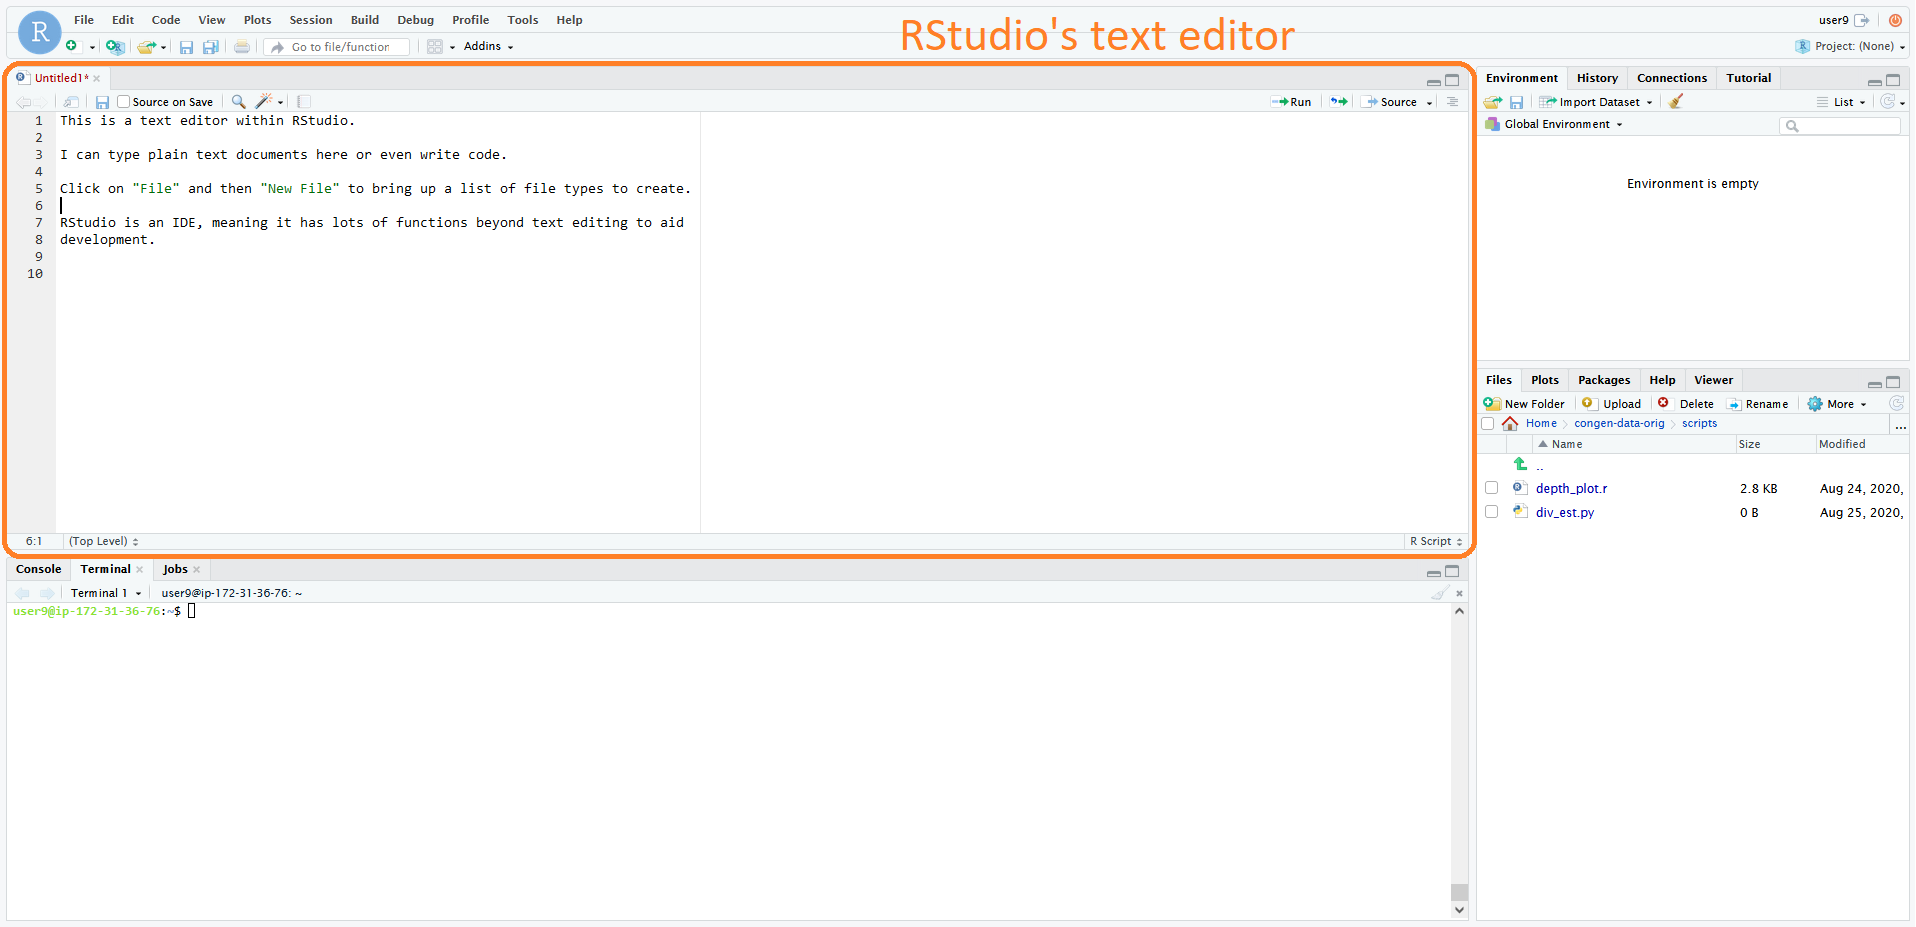 R File Edit Code View Plots Session Build Debug Profile Tools Help
RStudio's text editor
user9
Go to file/function Addins
Project: (None)
Untitled1*
Source on Save Run Source
1 This is a text editor within RStudio.
2
3 I can type plain text documents here or even write code.
4
5 Click on "File" and then "New File" to bring up a list of file types to create.
6
7 RStudio is an IDE, meaning it has lots of functions beyond text editing to aid
8 development.
9
10
6:1 (Top Level) R Script
Console Terminal Jobs
Terminal 1 user9@ip-172-31-36-76: ~
user9@ip-172-31-36-76:~$
Environment History Connections Tutorial
Import Dataset List
Global Environment
Environment is empty
Files Plots Packages Help Viewer
New Folder Upload Delete Rename More
Home congen-data-orig scripts ...
Name Size Modified
..
depth_plot.r 2.8 KB Aug 24, 2020,
div_est.py 0 B Aug 25, 2020,